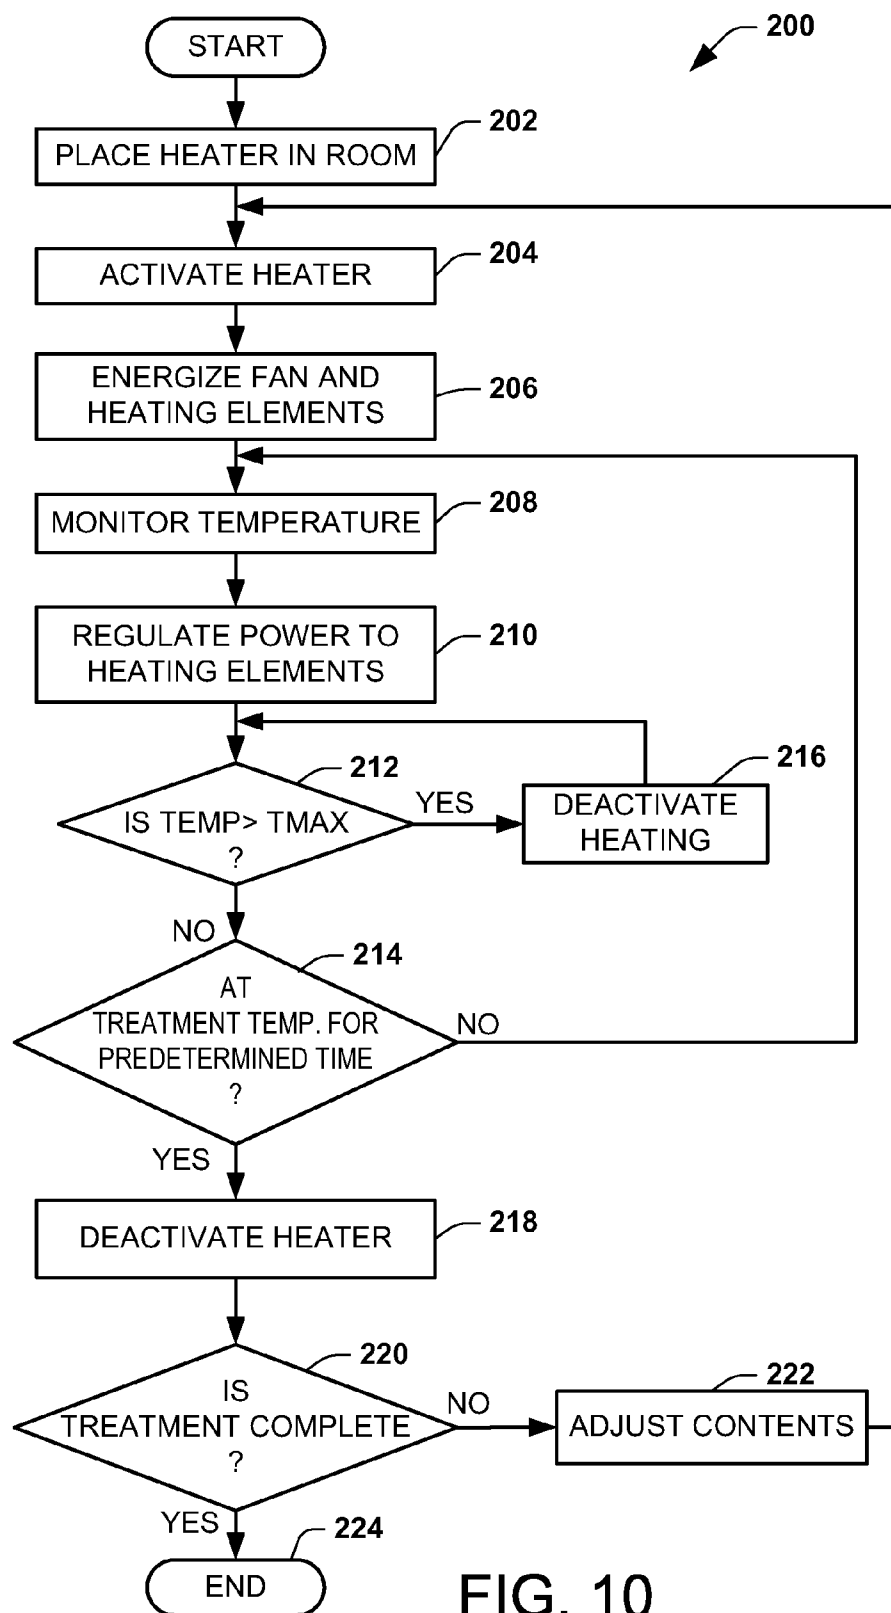 START
200
202
PLACE HEATER IN ROOM
204
ACTIVATE HEATER
ENERGIZE FAN AND
HEATING ELEMENTS
206
MONITOR TEMPERATURE
208
REGULATE POWER TO
HEATING ELEMENTS
210
212
IS TEMP> TMAX
?
YES
216
DEACTIVATE
HEATING
NO
214
AT
TREATMENT TEMP. FOR
PREDETERMINED TIME
?
NO
YES
DEACTIVATE HEATER
218
220
IS
TREATMENT COMPLETE
?
NO
222
ADJUST CONTENTS
YES
224
END
FIG. 10